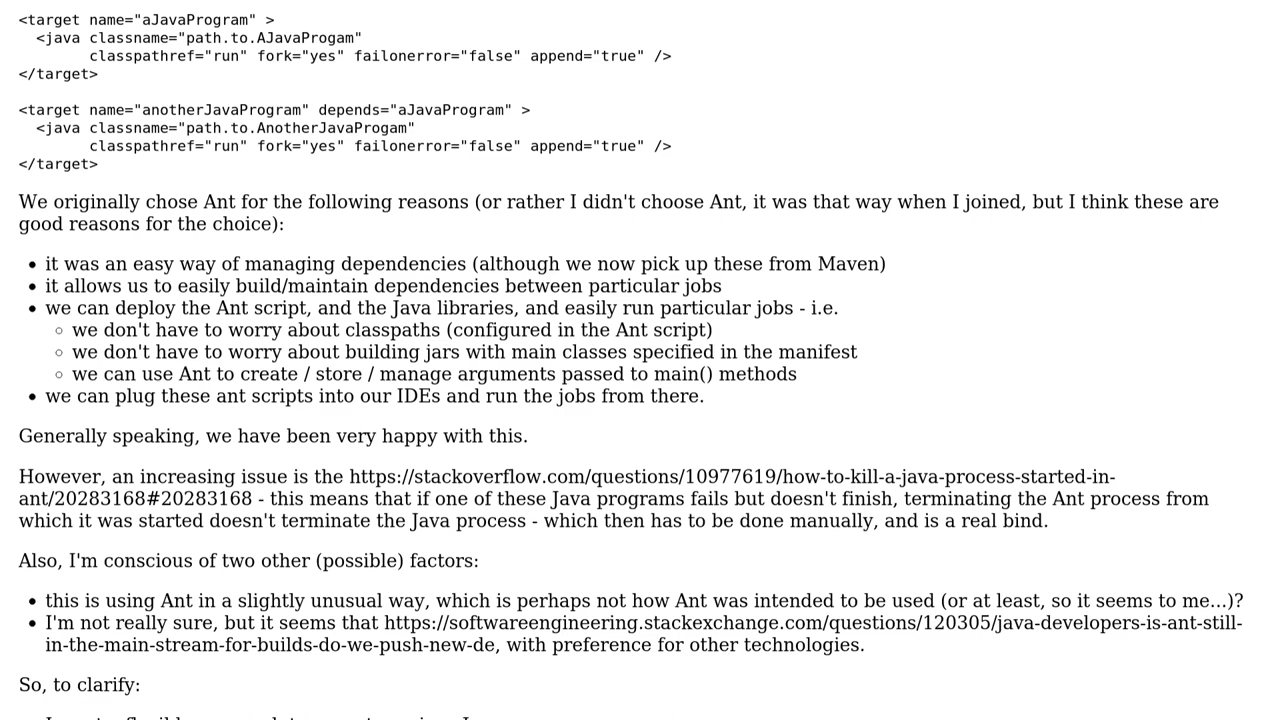 <target name="aJavaProgram" >
  <java classname="path.to.AJavaProgam"
        classpathref="run" fork="yes" failonerror="false" append="true" />
</target>

<target name="anotherJavaProgram" depends="aJavaProgram" >
  <java classname="path.to.AnotherJavaProgam"
        classpathref="run" fork="yes" failonerror="false" append="true" />
</target>

We originally chose Ant for the following reasons (or rather I didn't choose Ant, it was that way when I joined, but I think these are
good reasons for the choice):

• it was an easy way of managing dependencies (although we now pick up these from Maven)
• it allows us to easily build/maintain dependencies between particular jobs
• we can deploy the Ant script, and the Java libraries, and easily run particular jobs - i.e.
◦ we don't have to worry about classpaths (configured in the Ant script)
◦ we don't have to worry about building jars with main classes specified in the manifest
◦ we can use Ant to create / store / manage arguments passed to main() methods
• we can plug these ant scripts into our IDEs and run the jobs from there.

Generally speaking, we have been very happy with this.

However, an increasing issue is the https://stackoverflow.com/questions/10977619/how-to-kill-a-java-process-started-in-
ant/20283168#20283168 - this means that if one of these Java programs fails but doesn't finish, terminating the Ant process from
which it was started doesn't terminate the Java process - which then has to be done manually, and is a real bind.

Also, I'm conscious of two other (possible) factors:

• this is using Ant in a slightly unusual way, which is perhaps not how Ant was intended to be used (or at least, so it seems to me...)?
• I'm not really sure, but it seems that https://softwareengineering.stackexchange.com/questions/120305/java-developers-is-ant-still-
in-the-main-stream-for-builds-do-we-push-new-de, with preference for other technologies.

So, to clarify: